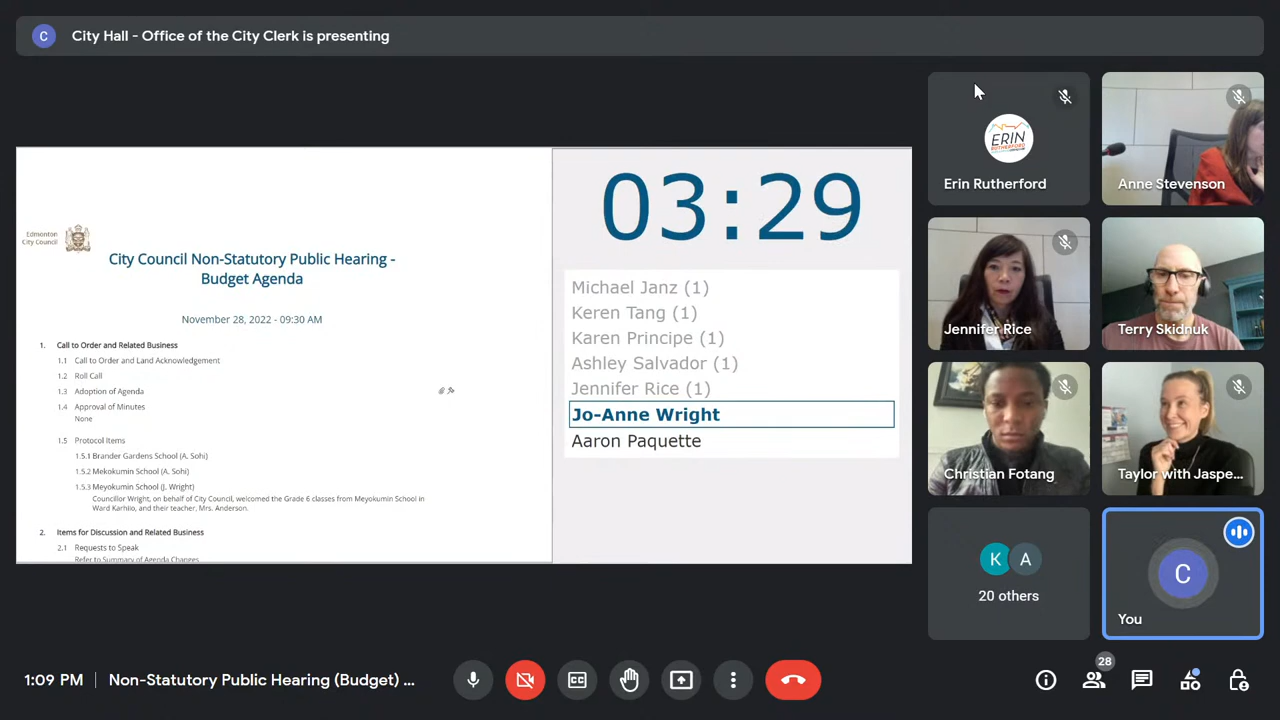 C City Hall - Office of the City Clerk is presenting
Edmonton
City Council
City Council Non-Statutory Public Hearing -
Budget Agenda
November 28, 2022 - 09:30 AM
1. Call to Order and Related Business
1.1 Call to Order and Land Acknowledgement
1.2 Roll Call
1.3 Adoption of Agenda
1.4 Approval of Minutes
None
1.5 Protocol Items
1.5.1 Brander Gardens School (A. Sohi)
1.5.2 Mekokumin School (A. Sohi)
1.5.3 Meyokumin School (J. Wright)
Councillor Wright, on behalf of City Council, welcomed the Grade 6 classes from Meyokumin School in
Ward Karhiio, and their teacher, Mrs. Anderson.
2. Items for Discussion and Related Business
2.1 Requests to Speak
Refer to Summary of Agenda Changes
03:29
Michael Janz (1)
Keren Tang (1)
Karen Principe (1)
Ashley Salvador (1)
Jennifer Rice (1)
Jo-Anne Wright
Aaron Paquette
ERIN
RUTHERFORD
Erin Rutherford
Anne Stevenson
Jennifer Rice
Terry Skidnuk
Christian Fotang
Taylor with Jaspe...
K A
20 others
C
You
1:09 PM | Non-Statutory Public Hearing (Budget) ...
28